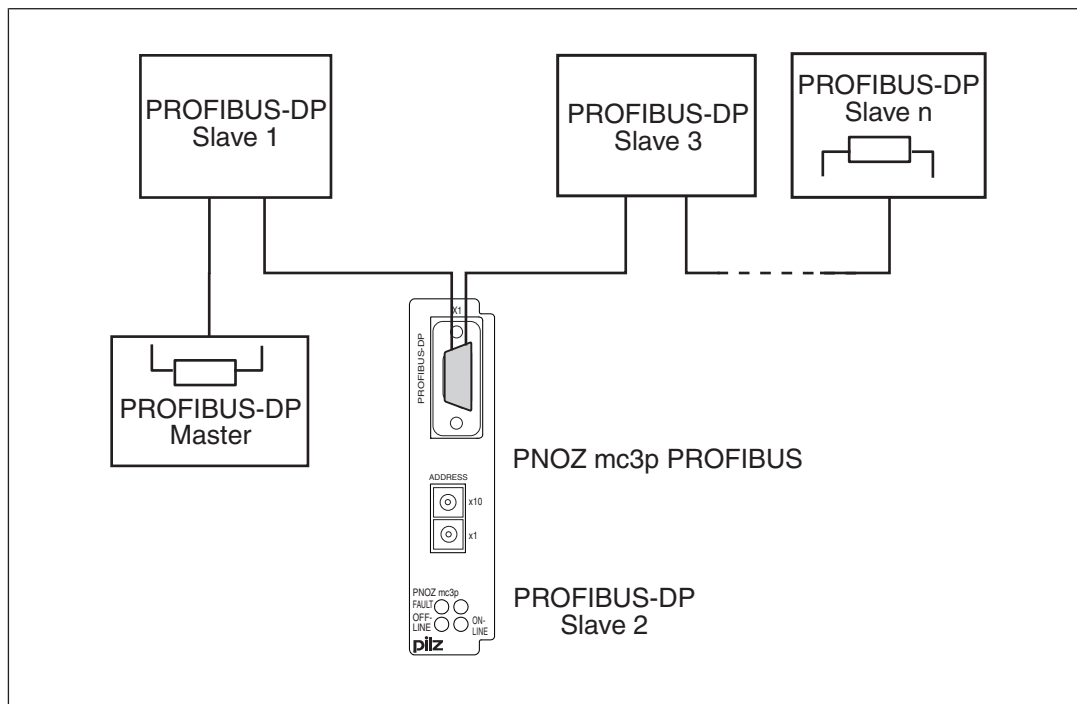 PROFIBUS-DP
Slave 1
PROFIBUS-DP
Slave 3
PROFIBUS-DP
Slave n
PROFIBUS-DP
Master
X1
PROFIBUS-DP
PNOZ mc3p PROFIBUS
ADDRESS
x10
x1
PNOZ mc3p
FAULT
OFF-
LINE
ON-
LINE
pilz
PROFIBUS-DP
Slave 2